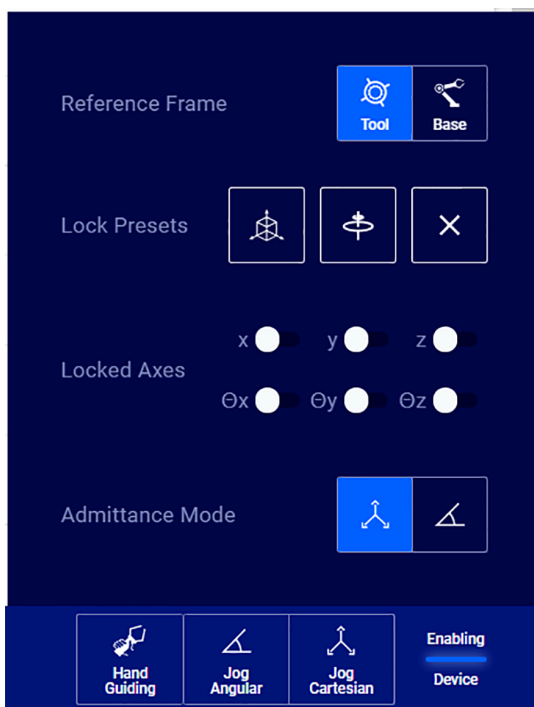 Reference Frame
Tool
Base
Lock Presets
x
y
z
Locked Axes
Θx
Θy
Θz
Admittance Mode
Hand
Guiding
Jog
Angular
Jog
Cartesian
Enabling
Device